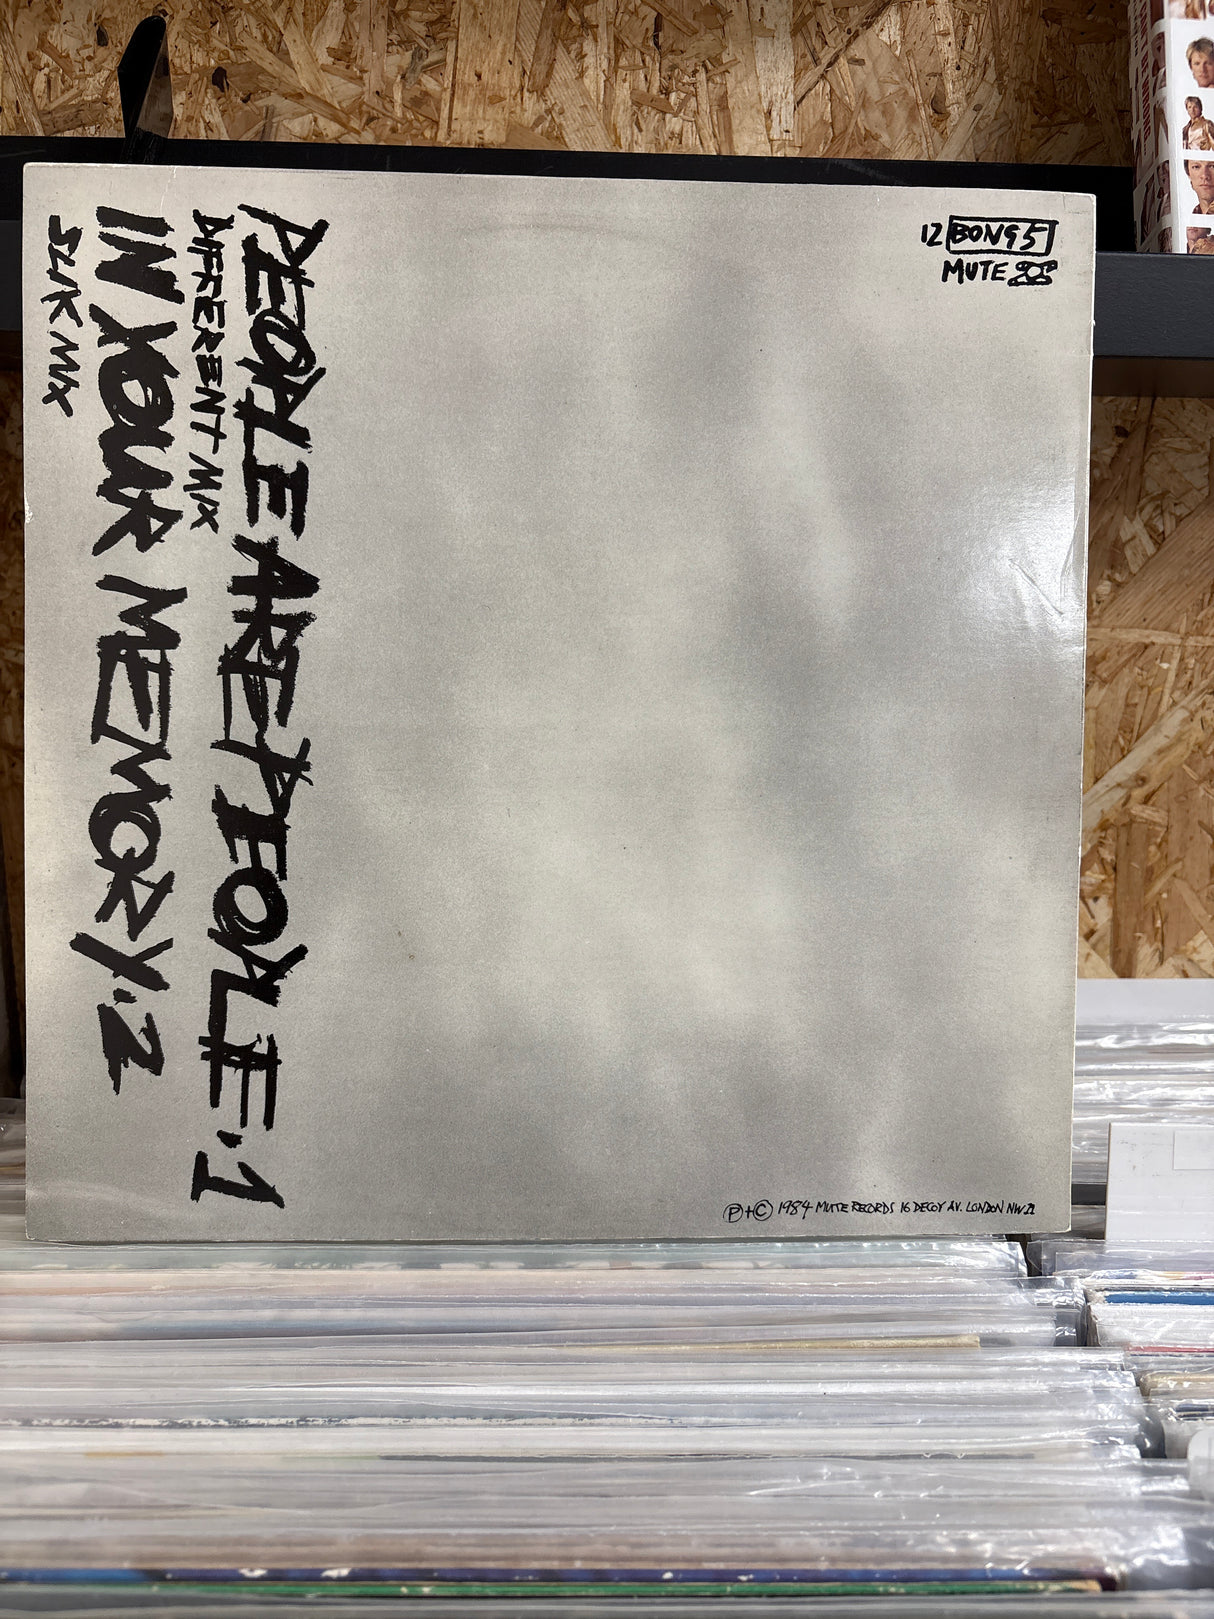 PEOPLE ARE PEOPLE.1
DIFFERENT MIX
IN YOUR MEMORY.2
SLIK MIX
12 BONG5
MUTE
Ⓟ+Ⓒ 1984 MUTE RECORDS 16 DECOY AV. LONDON NW11